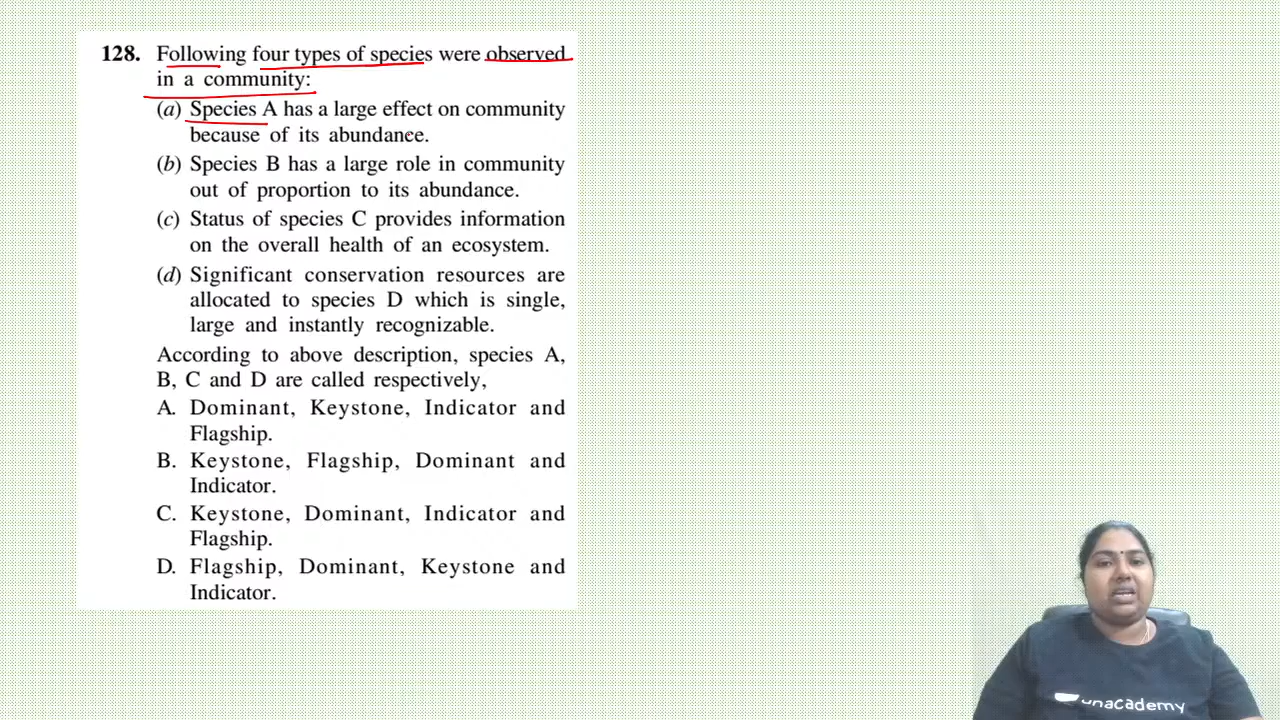 128. Following four types of species were observed
in a community:
(a) Species A has a large effect on community
because of its abundance.
(b) Species B has a large role in community
out of proportion to its abundance.
(c) Status of species C provides information
on the overall health of an ecosystem.
(d) Significant conservation resources are
allocated to species D which is single,
large and instantly recognizable.
According to above description, species A,
B, C and D are called respectively,
A. Dominant, Keystone, Indicator and
Flagship.
B. Keystone, Flagship, Dominant and
Indicator.
C. Keystone, Dominant, Indicator and
Flagship.
D. Flagship, Dominant, Keystone and
Indicator.
unacademy